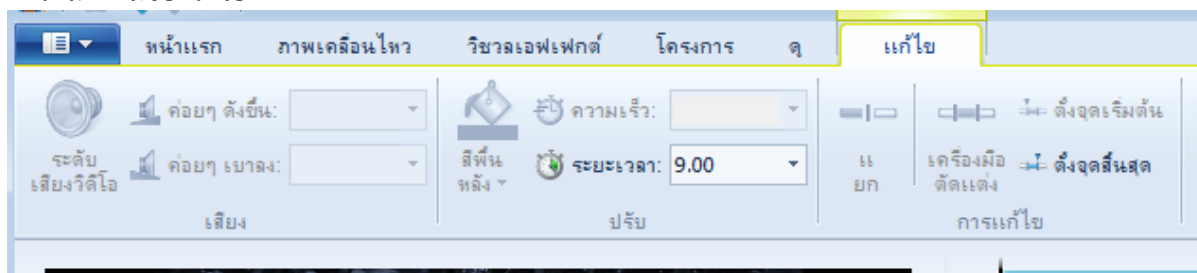 หน้าแรก ภาพเคลื่อนไหว วิชวลเอฟเฟกต์ โครงการ ดู แก้ไข
ค่อยๆ ดังขึ้น: ความเร็ว: ตั้งจุดเริ่มต้น
ระดับ
เสียงวิดีโอ
ค่อยๆ เบาลง:
สีพื้น
หลัง
ระยะเวลา: 9.00
แ
ยก
เครื่องมือ
ตัดแต่ง
ตั้งจุดสิ้นสุด
เสียง ปรับ การแก้ไข